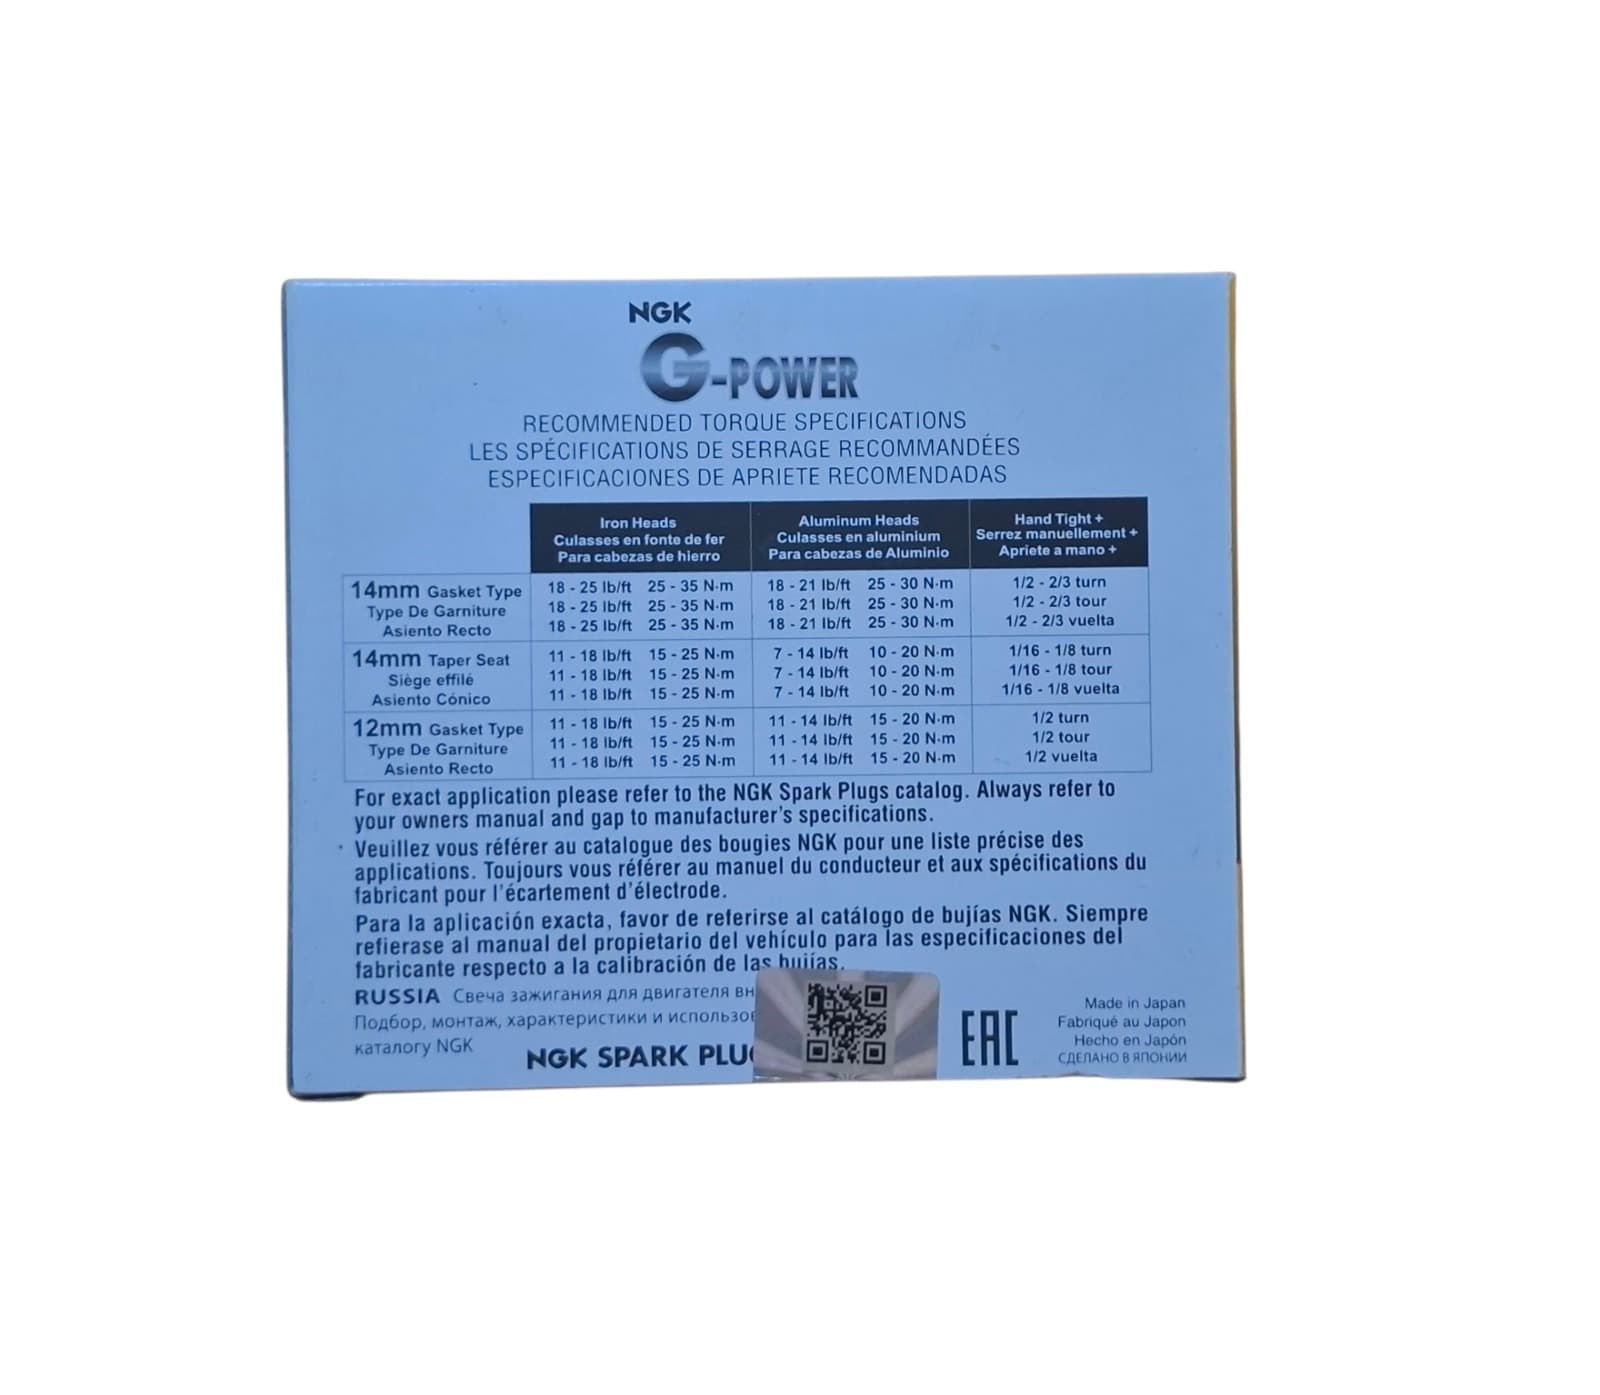 NGK
G-POWER
RECOMMENDED TORQUE SPECIFICATIONS
LES SPÉCIFICATIONS DE SERRAGE RECOMMANDÉES
ESPECIFICACIONES DE APRIETE RECOMENDADAS
Iron Heads Aluminum Heads Hand Tight +
Culasses en fonte de fer Culasses en aluminium Serrez manuellement +
Para cabezas de hierro Para cabezas de Aluminio Apriete a mano +
14mm Gasket Type 18 - 25 lb/ft 25 - 35 N·m 18 - 21 lb/ft 25 - 30 N·m 1/2 - 2/3 turn
Type De Garniture 18 - 25 lb/ft 25 - 35 N·m 18 - 21 lb/ft 25 - 30 N·m 1/2 - 2/3 tour
Asiento Recto 18 - 25 lb/ft 25 - 35 N·m 18 - 21 lb/ft 25 - 30 N·m 1/2 - 2/3 vuelta
14mm Taper Seat 11 - 18 lb/ft 15 - 25 N·m 7 - 14 lb/ft 10 - 20 N·m 1/16 - 1/8 turn
Siège effilé 11 - 18 lb/ft 15 - 25 N·m 7 - 14 lb/ft 10 - 20 N·m 1/16 - 1/8 tour
Asiento Cónico 11 - 18 lb/ft 15 - 25 N·m 7 - 14 lb/ft 10 - 20 N·m 1/16 - 1/8 vuelta
12mm Gasket Type 11 - 18 lb/ft 15 - 25 N·m 11 - 14 lb/ft 15 - 20 N·m 1/2 turn
Type De Garniture 11 - 18 lb/ft 15 - 25 N·m 11 - 14 lb/ft 15 - 20 N·m 1/2 tour
Asiento Recto 11 - 18 lb/ft 15 - 25 N·m 11 - 14 lb/ft 15 - 20 N·m 1/2 vuelta
For exact application please refer to the NGK Spark Plugs catalog. Always refer to
your owners manual and gap to manufacturer's specifications.
Veuillez vous référer au catalogue des bougies NGK pour une liste précise des
applications. Toujours vous référer au manuel du conducteur et aux spécifications du
fabricant pour l'écartement d'électrode.
Para la aplicación exacta, favor de referirse al catálogo de bujías NGK. Siempre
refierase al manual del propietario del vehículo para las especificaciones del
fabricante respecto a la calibración de las bujías.
RUSSIA Свеча зажигания для двигателя вн
Подбор, монтаж, характеристики и использов
каталогу NGK
NGK SPARK PLU
EAC
Made in Japan
Fabriqué au Japon
Hecho en Japón
СДЕЛАНО В ЯПОНИИ